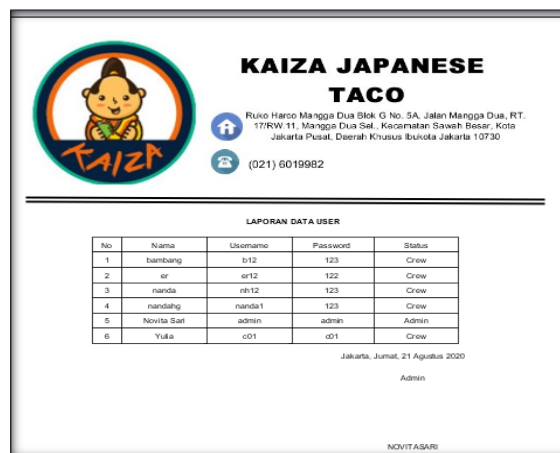 KAIZA
KAIZA JAPANESE
TACO
Ruko Harco Mangga Dua Blok G No. 5A, Jalan Mangga Dua, RT.
17/RW.11, Mangga Dua Sel., Kecamatan Sawah Besar, Kota
Jakarta Pusat, Daerah Khusus Ibukota Jakarta 10730
(021) 6019982
LAPORAN DATA USER
No Nama Username Password Status
1 bambang b12 123 Crew
2 er er12 122 Crew
3 nanda nh12 123 Crew
4 nandahg nanda1 123 Crew
5 Novita Sari admin admin Admin
6 Yulia c01 c01 Crew
Jakarta, Jumat, 21 Agustus 2020
Admin
NOVITASARI